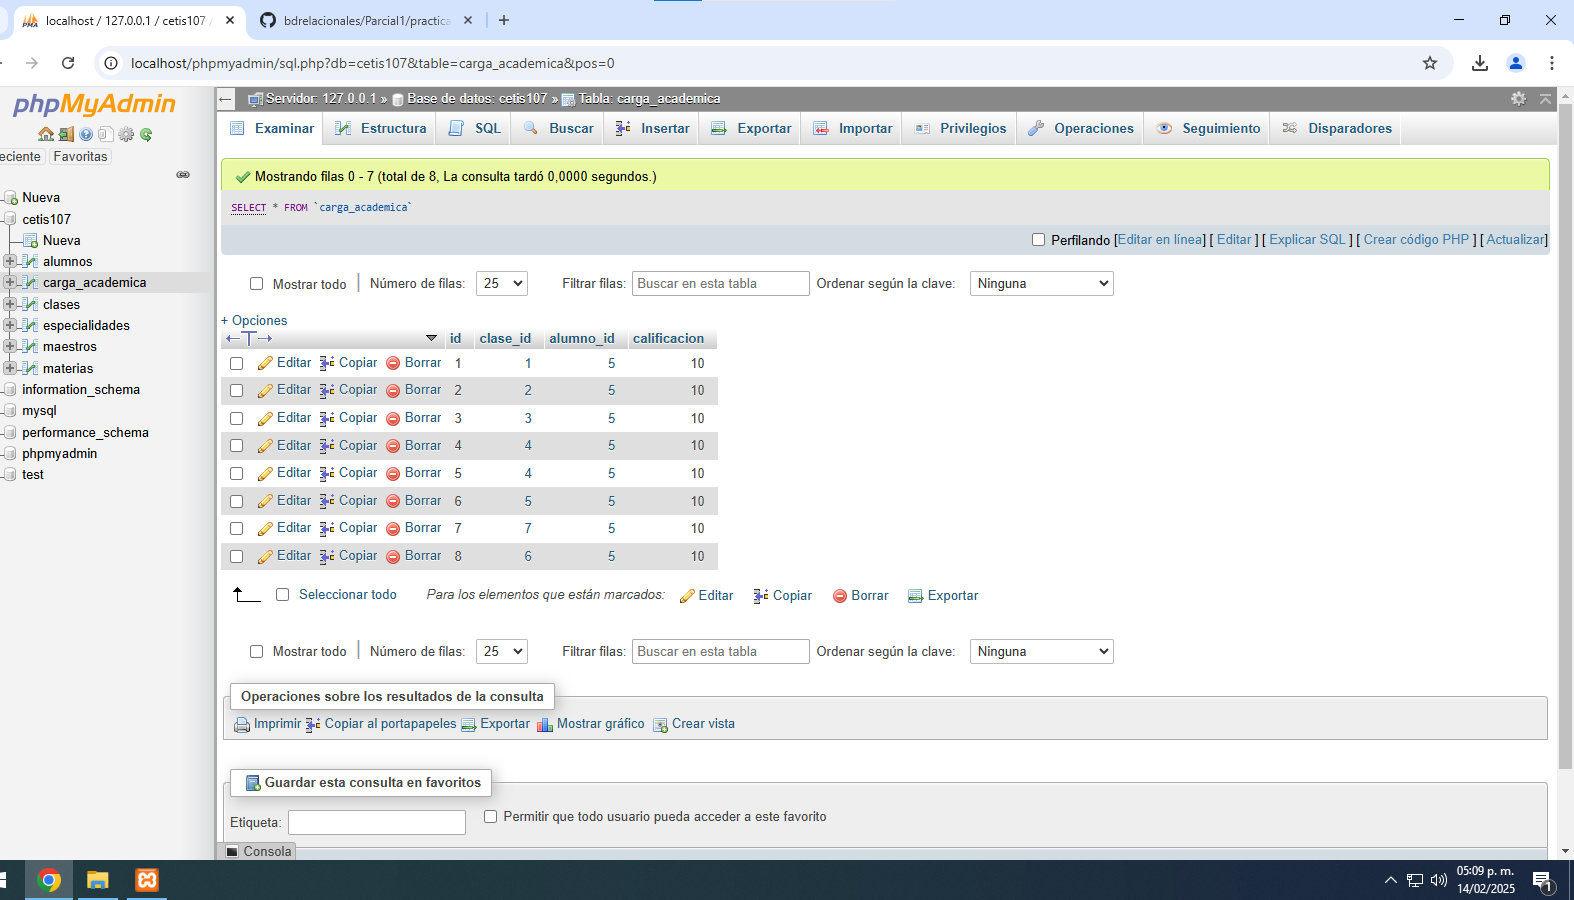 localhost / 127.0.0.1 / cetis107 /
bdrelacionales/Parcial1/practica
localhost/phpmyadmin/sql.php?db=cetis107&table=carga_academica&pos=0
phpMyAdmin
eciente Favoritas
Nueva
cetis107
Nueva
alumnos
carga_academica
clases
especialidades
maestros
materias
information_schema
mysql
performance_schema
phpmyadmin
test
Servidor: 127.0.0.1 » Base de datos: cetis107 » Tabla: carga_academica
Examinar Estructura SQL Buscar Insertar Exportar Importar Privilegios Operaciones Seguimiento Disparadores
Mostrando filas 0 - 7 (total de 8, La consulta tardó 0,0000 segundos.)
SELECT * FROM `carga_academica`
Perfilando [Editar en línea] [ Editar ] [ Explicar SQL ] [ Crear código PHP ] [ Actualizar]
Mostrar todo Número de filas: 25 Filtrar filas: Buscar en esta tabla Ordenar según la clave: Ninguna
+ Opciones
←T→ id clase_id alumno_id calificacion
Editar Copiar Borrar 1 1 5 10
Editar Copiar Borrar 2 2 5 10
Editar Copiar Borrar 3 3 5 10
Editar Copiar Borrar 4 4 5 10
Editar Copiar Borrar 5 4 5 10
Editar Copiar Borrar 6 5 5 10
Editar Copiar Borrar 7 7 5 10
Editar Copiar Borrar 8 6 5 10
Seleccionar todo Para los elementos que están marcados: Editar Copiar Borrar Exportar
Mostrar todo Número de filas: 25 Filtrar filas: Buscar en esta tabla Ordenar según la clave: Ninguna
Operaciones sobre los resultados de la consulta
Imprimir Copiar al portapapeles Exportar Mostrar gráfico Crear vista
Guardar esta consulta en favoritos
Etiqueta: Permitir que todo usuario pueda acceder a este favorito
Consola
05:09 p. m.
14/02/2025
1